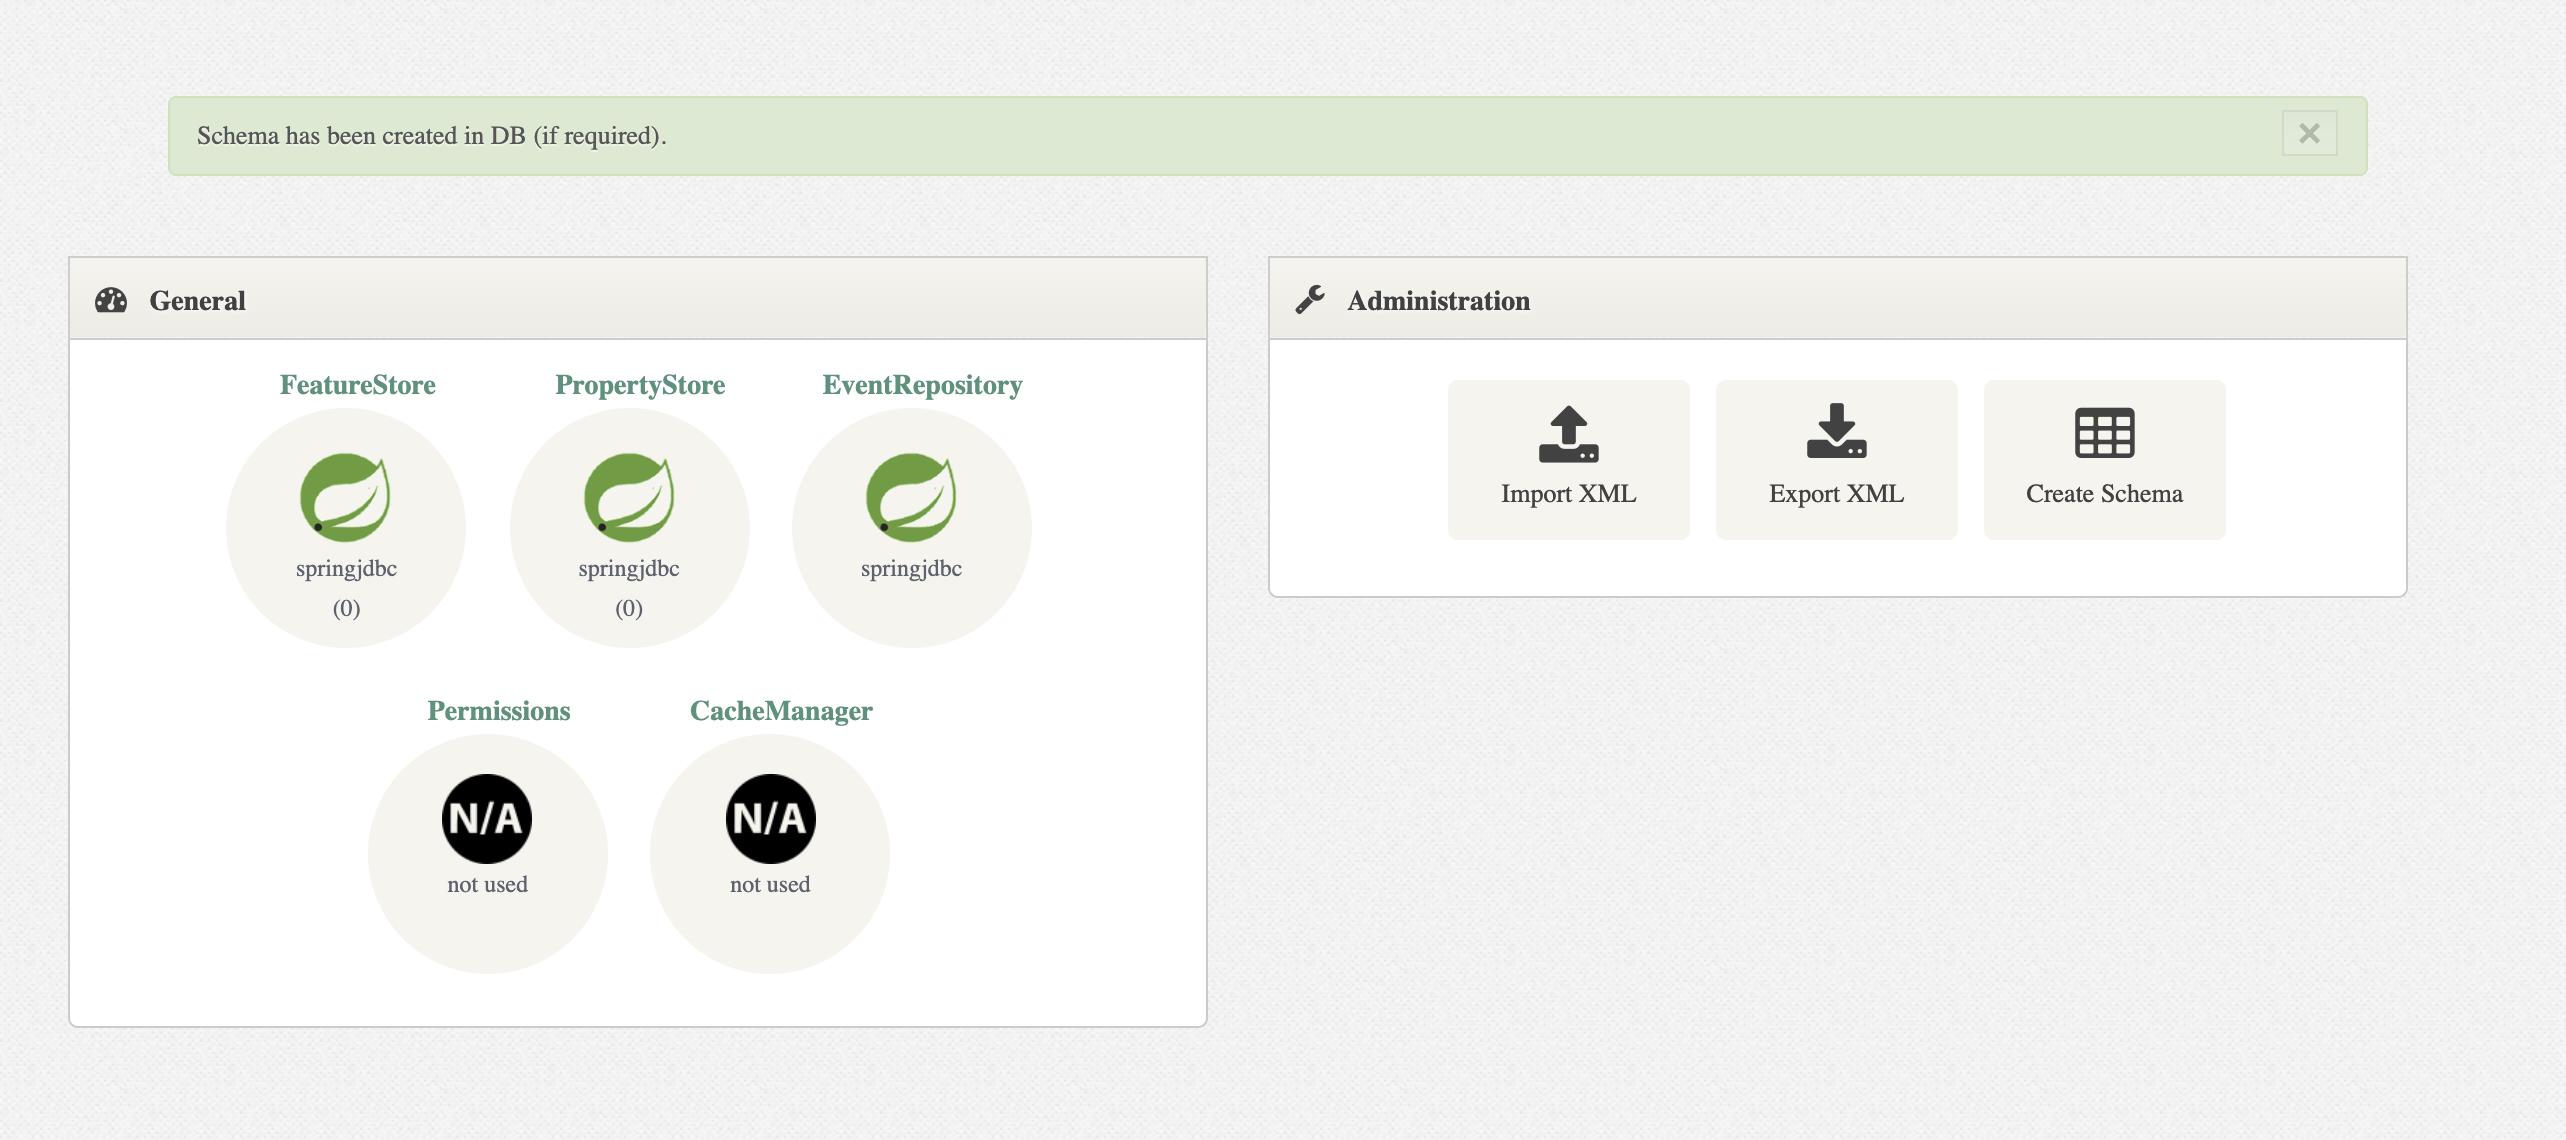 Schema has been created in DB (if required).
General
FeatureStore
springjdbc
(0)
PropertyStore
springjdbc
(0)
EventRepository
springjdbc
Permissions
N/A
not used
CacheManager
N/A
not used
Administration
Import XML
Export XML
Create Schema